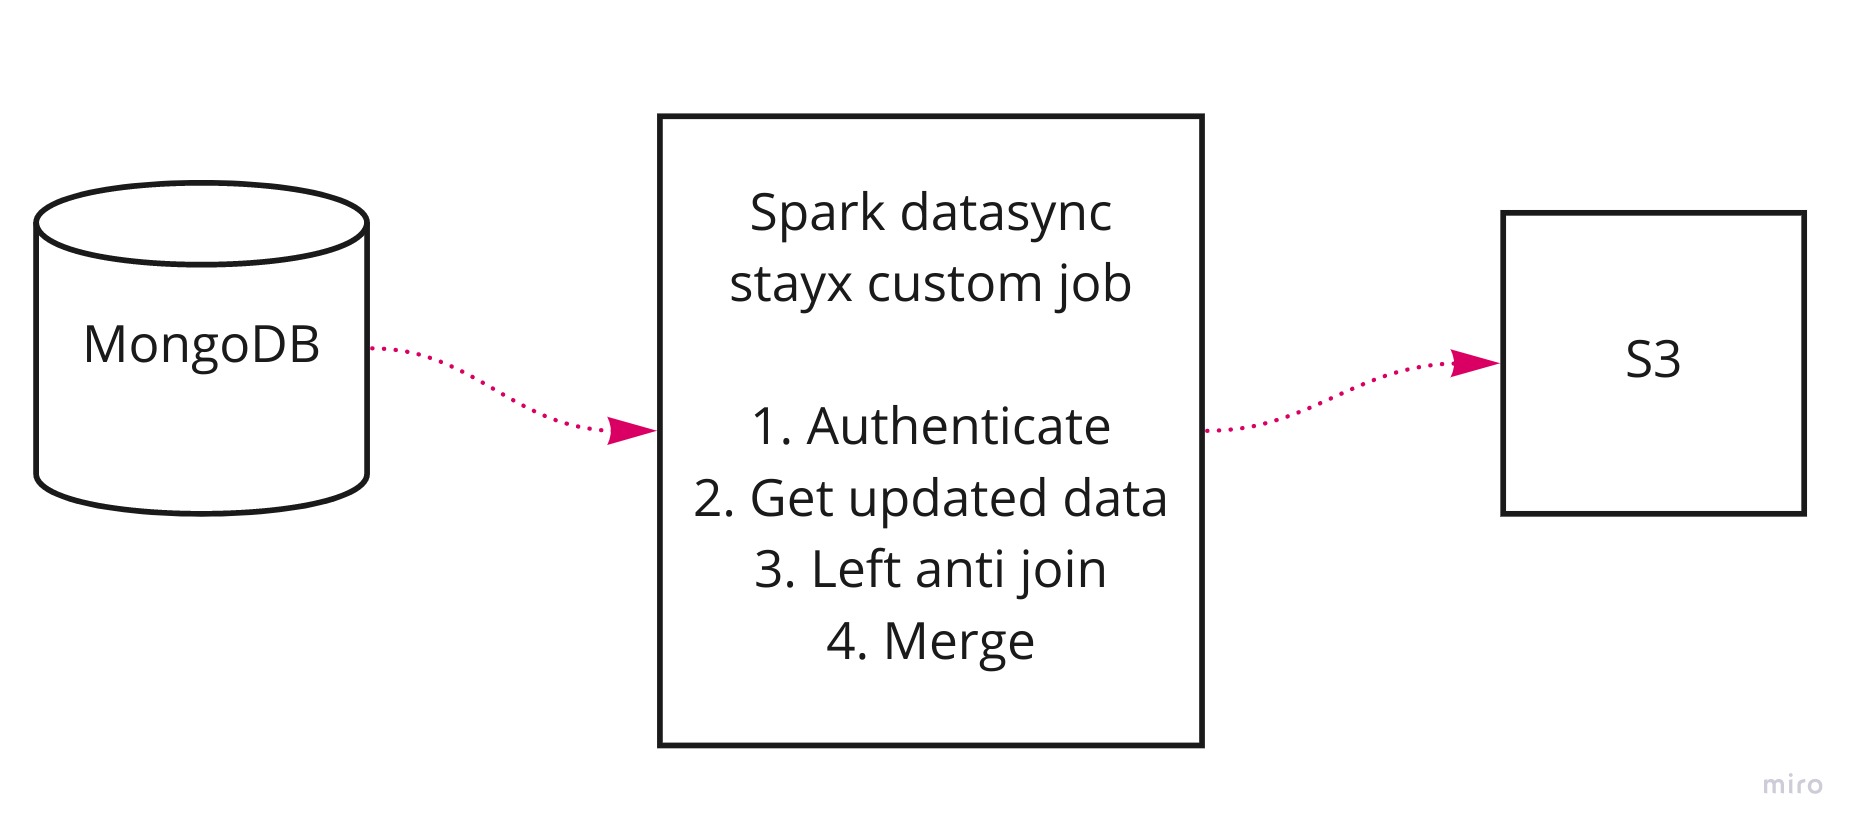 MongoDB
Spark datasync
stayx custom job
1. Authenticate
2. Get updated data
3. Left anti join
4. Merge
S3
miro